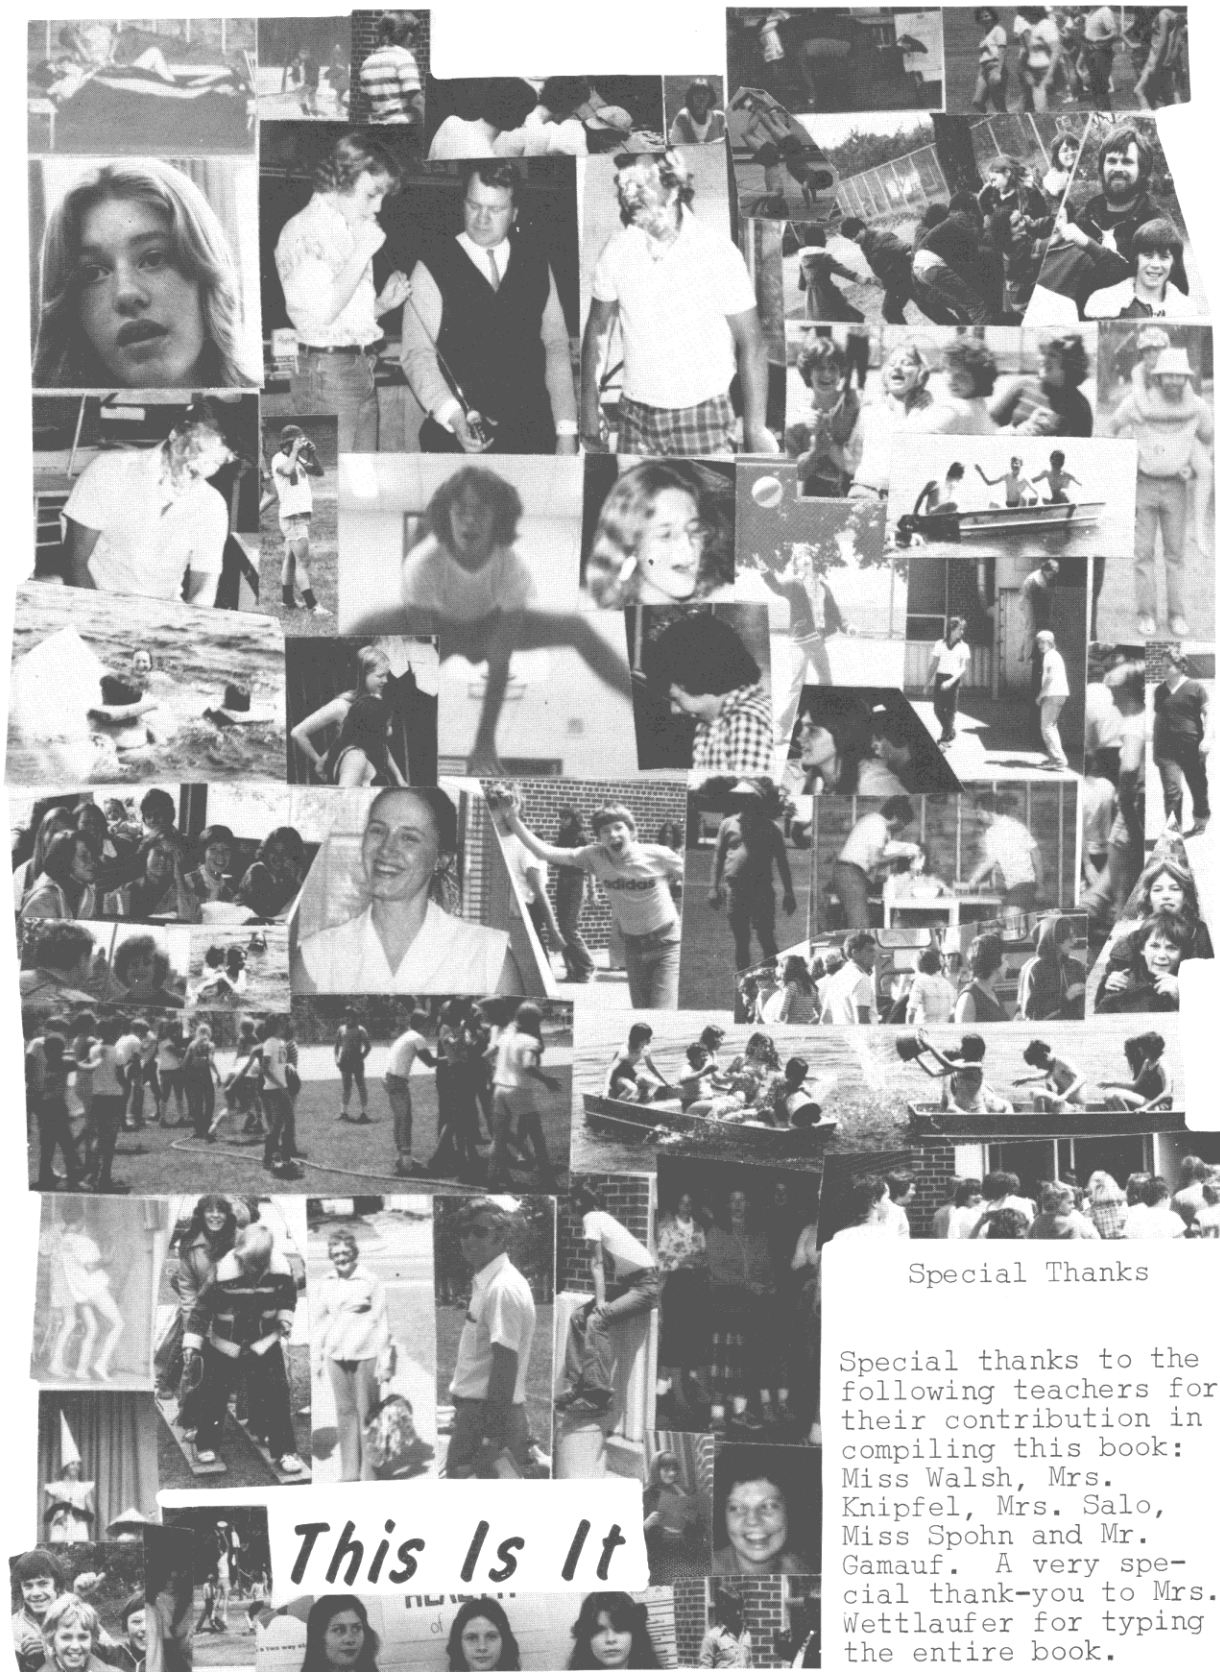 adidas
Special Thanks
Special thanks to the
following teachers for
their contribution in
compiling this book:
Miss Walsh, Mrs.
Knipfel, Mrs. Salo,
Miss Spohn and Mr.
Gamauf. A very spe-
cial thank-you to Mrs.
Wettlaufer for typing
the entire book.
This Is It
of